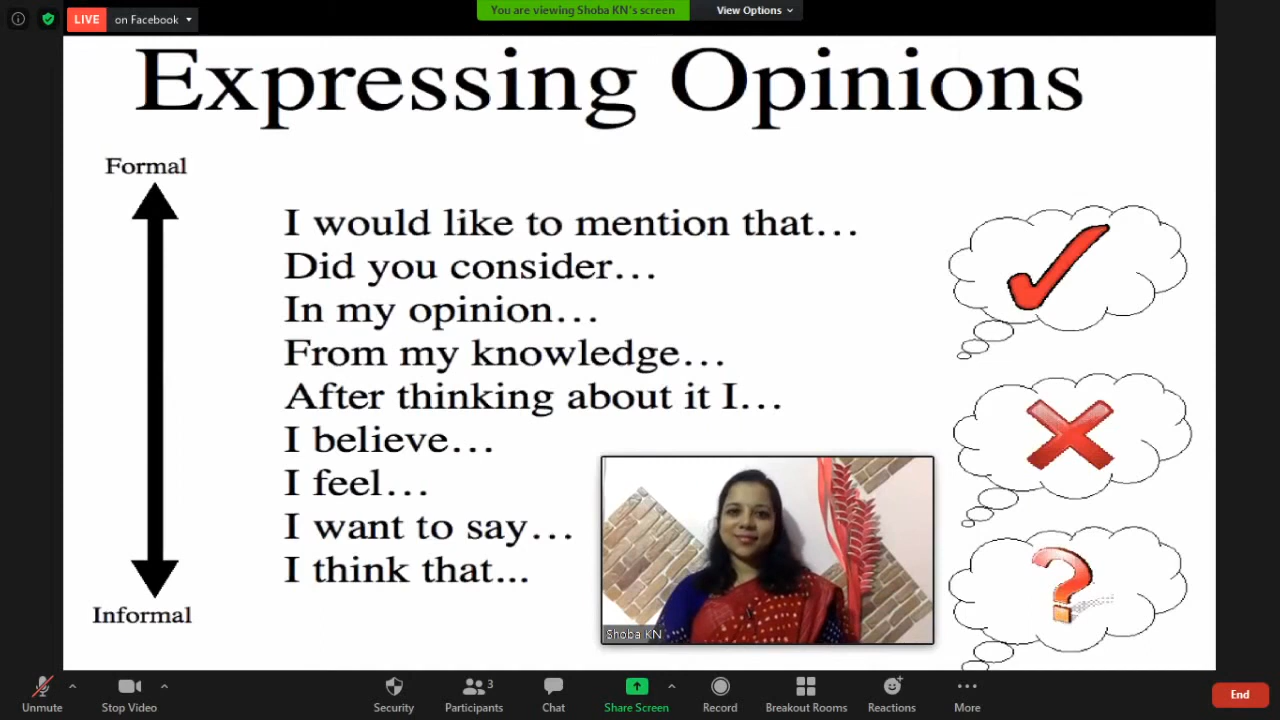 LIVE on Facebook
You are viewing Shoba KN's screen View Options
Expressing Opinions
Formal
I would like to mention that…
Did you consider…
In my opinion…
From my knowledge…
After thinking about it I…
I believe…
I feel…
I want to say…
I think that...
Informal
Shoba KN
3
Unmute Stop Video Security Participants Chat Share Screen Record Breakout Rooms Reactions More End